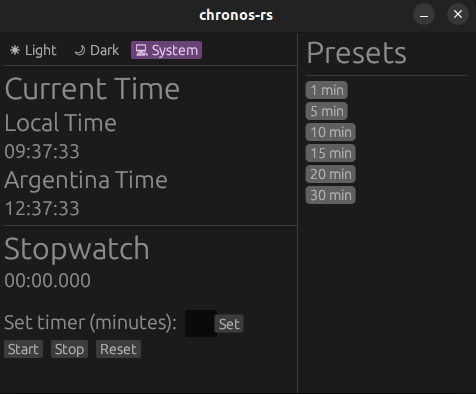 chronos-rs
☀ Light 🌙 Dark 💻 System
Current Time
Local Time
09:37:33
Argentina Time
12:37:33
Stopwatch
00:00.000
Set timer (minutes): Set
Start Stop Reset
Presets
1 min
5 min
10 min
15 min
20 min
30 min